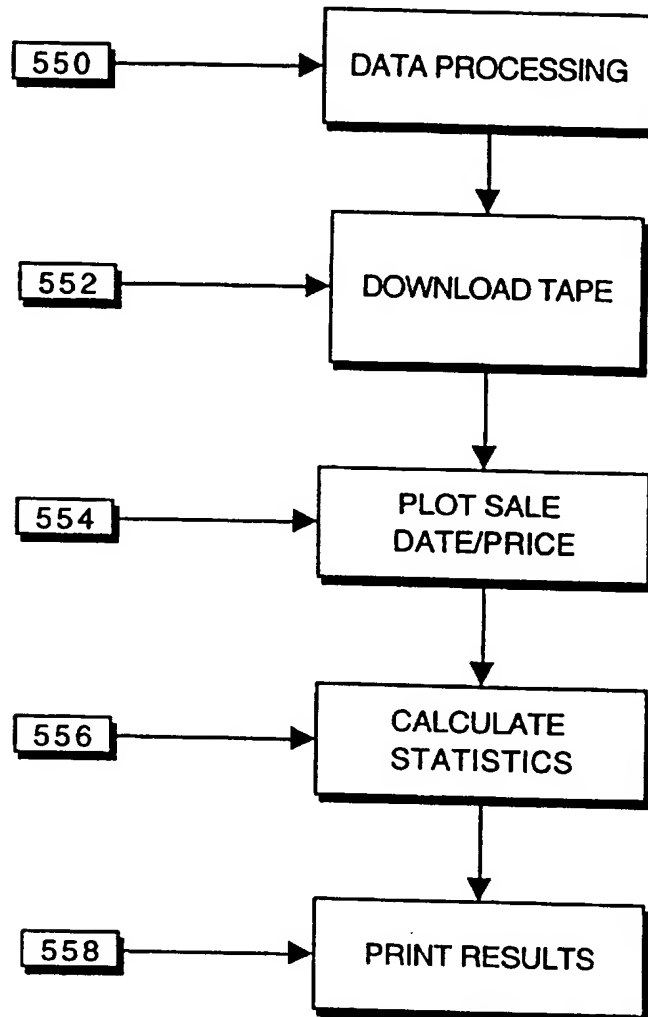 550
DATA PROCESSING
552
DOWNLOAD TAPE
554
PLOT SALE
DATE/PRICE
556
CALCULATE
STATISTICS
558
PRINT RESULTS